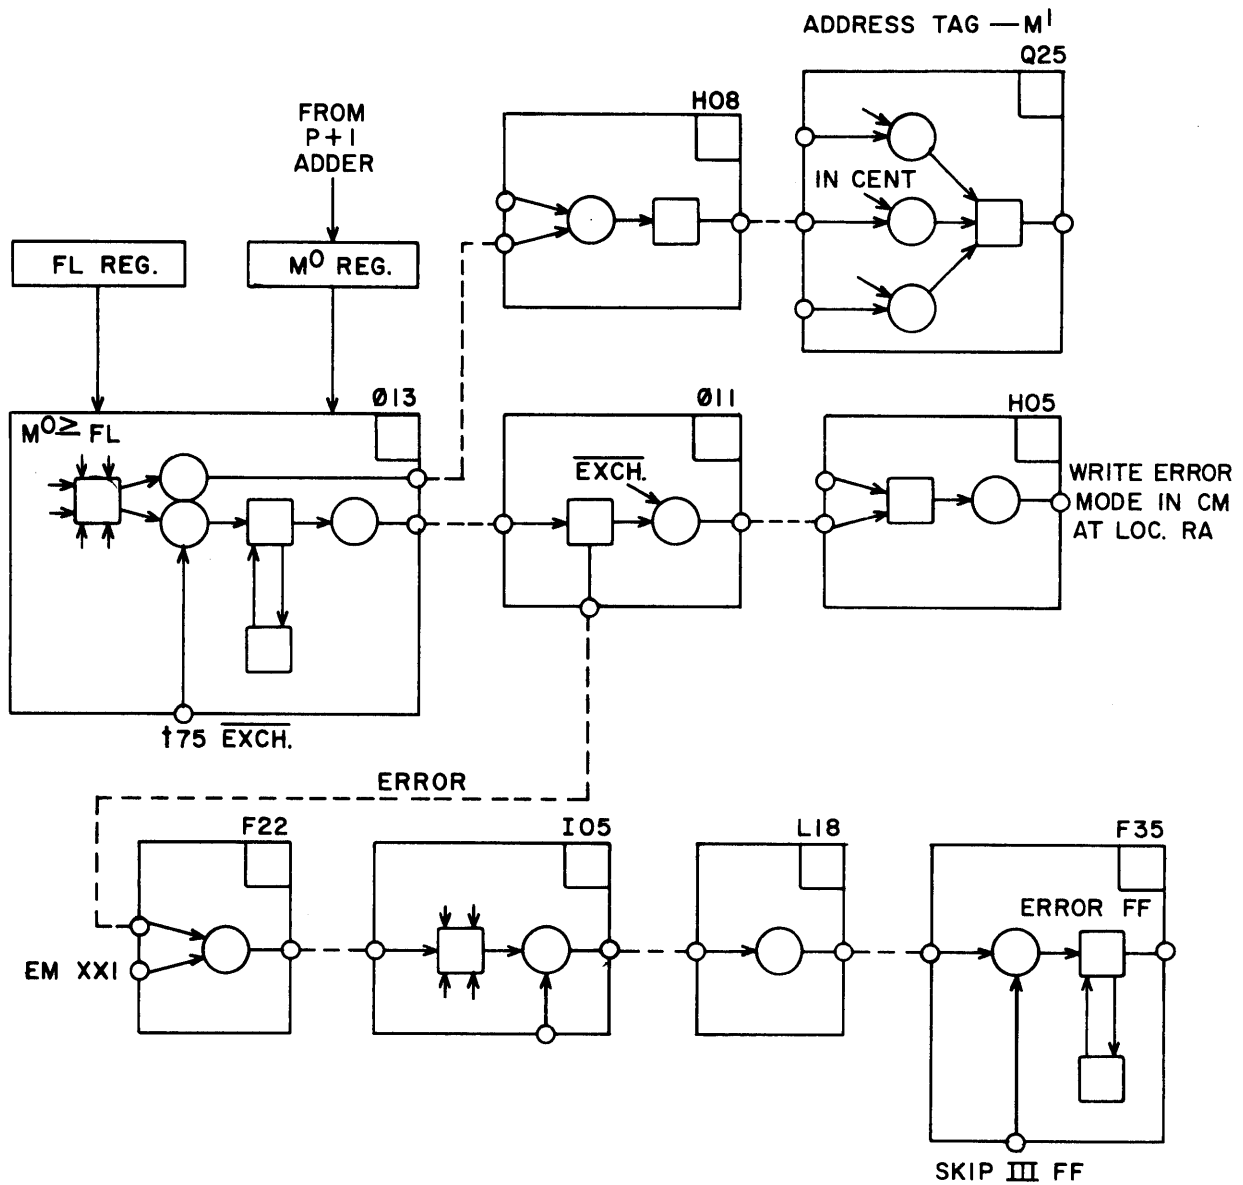 ADDRESS TAG — M¹
Q25
H08
FROM
P+1
ADDER
IN CENT
FL REG.
M⁰ REG.
Ø13
M⁰ ≥ FL
Ø11
H05
EXCH.
WRITE ERROR
MODE IN CM
AT LOC. RA
t75 EXCH.
ERROR
F22
I05
L18
F35
ERROR FF
EM XX1
SKIP III FF